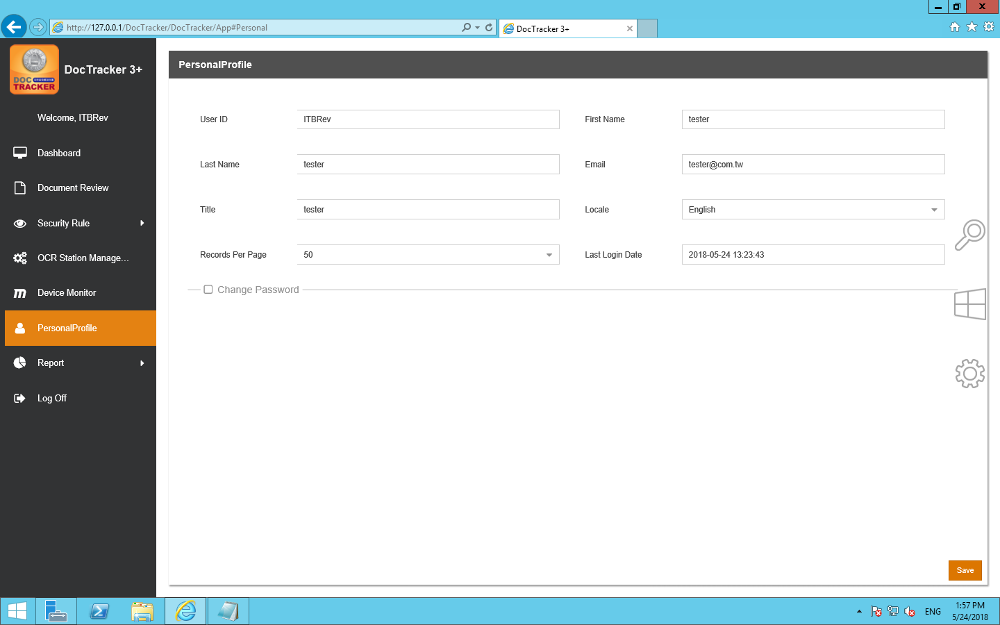 http://127.0.0.1/DocTracker/DocTracker/App#Personal
DocTracker 3+
DOC
TRACKER
DocTracker 3+
Welcome, ITBRev
Dashboard
Document Review
Security Rule
OCR Station Manage...
Device Monitor
PersonalProfile
Report
Log Off
PersonalProfile
User ID ITBRev First Name tester
Last Name tester Email tester@com.tw
Title tester Locale English
Records Per Page 50 Last Login Date 2018-05-24 13:23:43
Change Password
Save
ENG
1:57 PM
5/24/2018